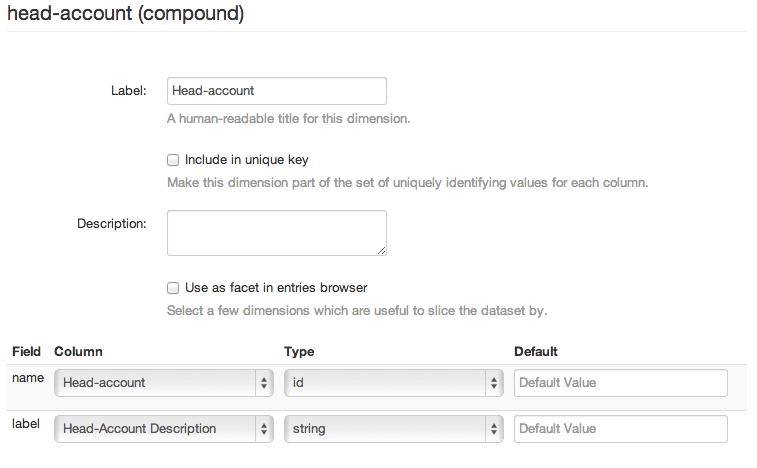 head-account (compound)
Label: Head-account
A human-readable title for this dimension.
Include in unique key
Make this dimension part of the set of uniquely identifying values for each column.
Description:
Use as facet in entries browser
Select a few dimensions which are useful to slice the dataset by.
Field Column Type Default
name Head-account id Default Value
label Head-Account Description string Default Value